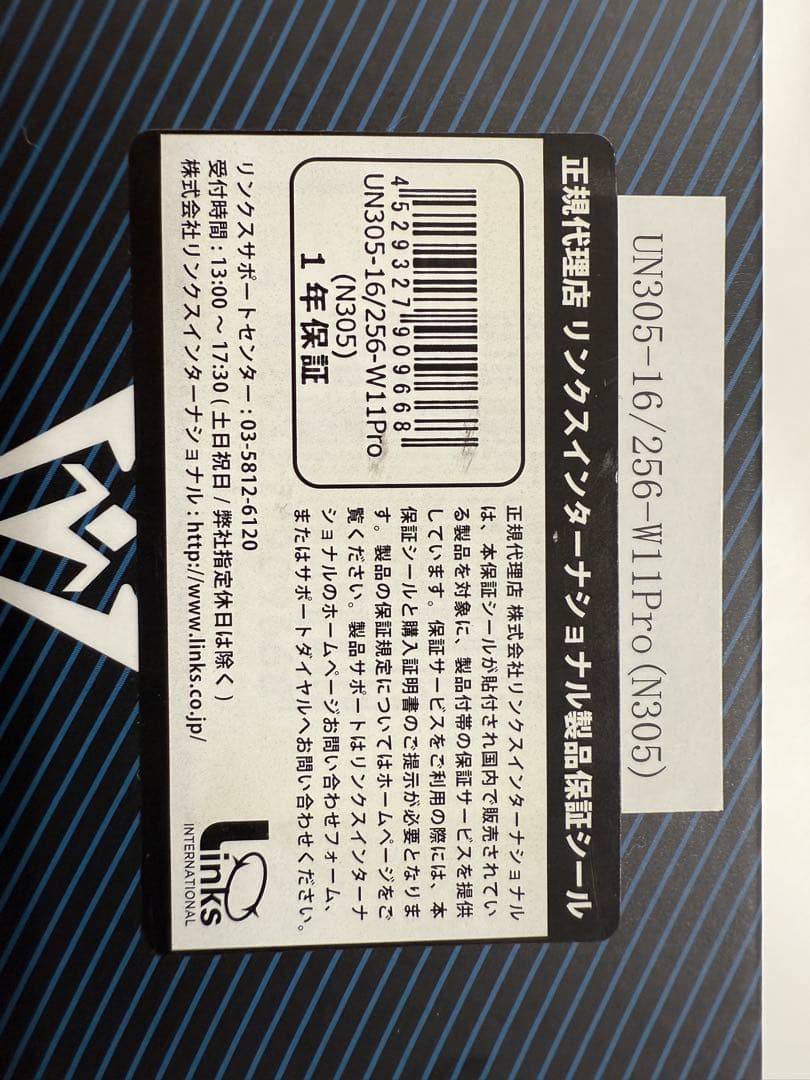 UN305-16/256-W11Pro(N305)
正規代理店 リンクスインターナショナル製品保証シール
4529327909668
UN305-16/256-W11Pro
(N305)
1年保証
正規代理店 株式会社リンクスインターナショナル
は、本保証シールが貼付され国内で販売されてい
る製品を対象に、製品付帯の保証サービスを提供
しています。保証サービスをご利用の際には、本
保証シールと購入証明書のご提示が必要となりま
す。製品の保証規定についてはホームページをご
覧ください。製品サポートはリンクスインターナ
ショナルのホームページお問い合わせフォーム、
またはサポートダイヤルへお問い合わせください。
リンクスサポートセンター : 03-5812-6120
受付時間 : 13:00 ~ 17:30 ( 土日祝日 / 弊社指定休日は除く )
株式会社リンクスインターナショナル : http://www.links.co.jp/
Links
INTERNATIONAL